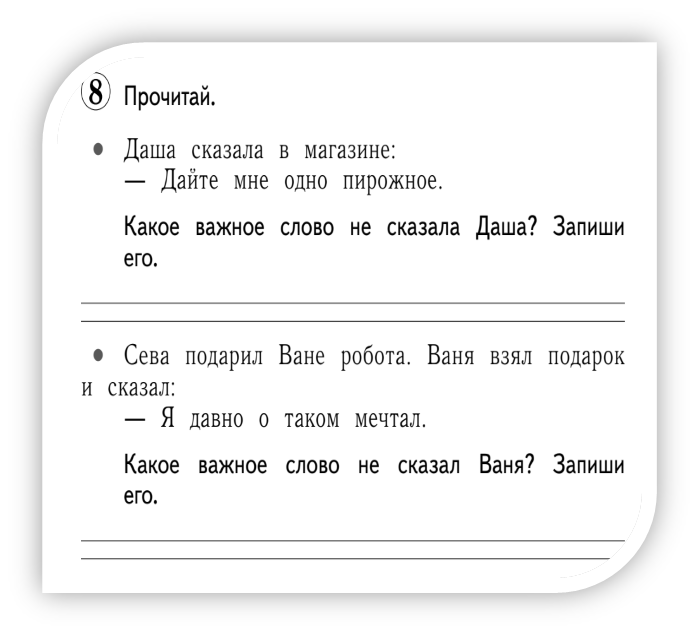 8 Прочитай.
● Даша сказала в магазине:
— Дайте мне одно пирожное.
Какое важное слово не сказала Даша? Запиши
его.
● Сева подарил Ване робота. Ваня взял подарок
и сказал:
— Я давно о таком мечтал.
Какое важное слово не сказал Ваня? Запиши
его.